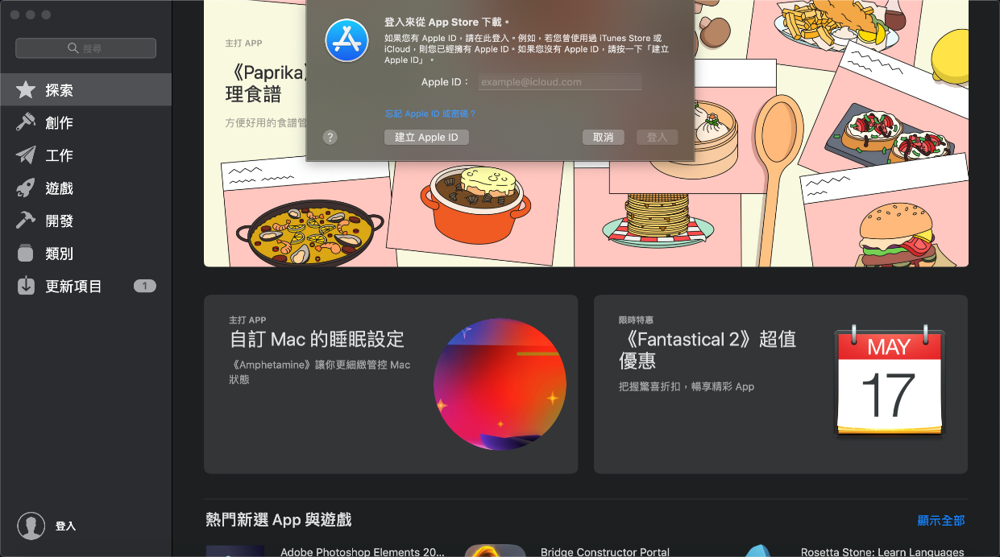 搜尋
探索
創作
工作
遊戲
開發
類別
更新項目 1
登入
登入來從 App Store 下載。
如果您有 Apple ID，請在此登入。例如，若您曾使用過 iTunes Store 或
iCloud，則您已經擁有 Apple ID。如果您沒有 Apple ID，請按一下「建立
Apple ID」。
Apple ID：
example@icloud.com
忘記 Apple ID 或密碼？
?
建立 Apple ID
取消
登入
主打 APP
《Paprika》
理食譜
方便好用的食譜管
主打 APP
自訂 Mac 的睡眠設定
《Amphetamine》讓你更細緻管控 Mac
狀態
限時特惠
《Fantastical 2》超值
優惠
把握驚喜折扣，暢享精彩 App
MAY
17
熱門新選 App 與遊戲
顯示全部
Adobe Photoshop Elements 20...
Bridge Constructor Portal
Rosetta Stone: Learn Languages